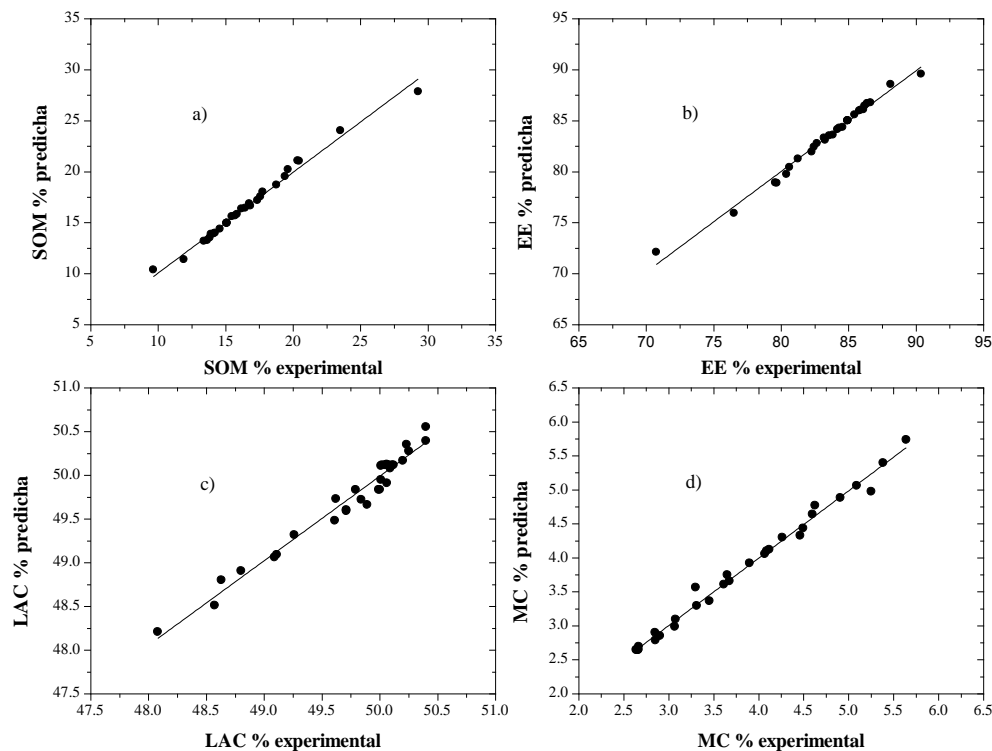 35
30
25
20
15
10
5
SOM % predicha
a)
5 10 15 20 25 30 35
SOM % experimental
95
90
85
80
75
70
65
EE % predicha
b)
65 70 75 80 85 90 95
EE % experimental
51.0
50.5
50.0
49.5
49.0
48.5
48.0
47.5
LAC % predicha
c)
47.5 48.0 48.5 49.0 49.5 50.0 50.5 51.0
LAC % experimental
6.5
6.0
5.5
5.0
4.5
4.0
3.5
3.0
2.5
2.0
MC % predicha
d)
2.0 2.5 3.0 3.5 4.0 4.5 5.0 5.5 6.0 6.5
MC % experimental